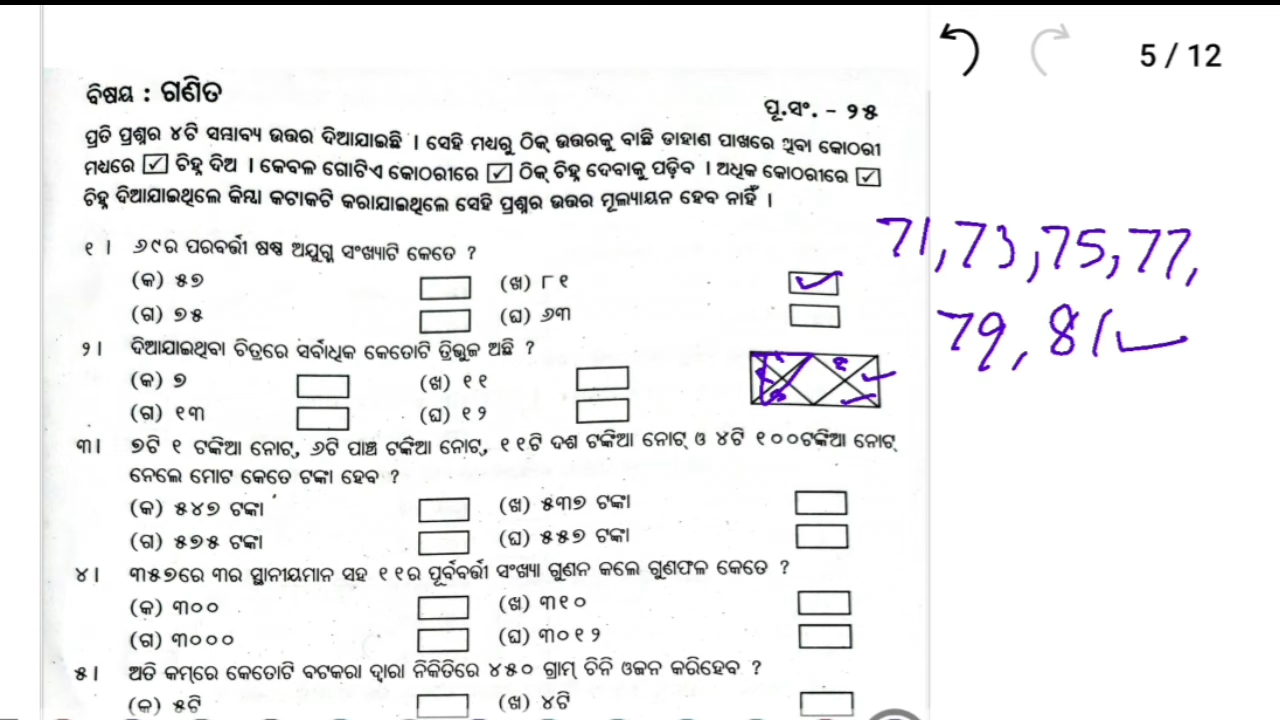 5 / 12
ବିଷୟ : ଗଣିତ
ପୂ.ସଂ. – ୨୫
ପ୍ରତି ପ୍ରଶ୍ନର ୪ଟି ସମ୍ଭାବ୍ୟ ଉତ୍ତର ଦିଆଯାଇଛି । ସେହି ମଧ୍ୟରୁ ଠିକ୍ ଉତ୍ତରକୁ ବାଛି ଡାହାଣ ପାଖରେ ଥିବା କୋଠରୀ
ମଧ୍ୟରେ ☑ ଚିହ୍ନ ଦିଅ । କେବଳ ଗୋଟିଏ କୋଠରୀରେ ☑ ଠିକ୍ ଚିହ୍ନ ଦେବାକୁ ପଡ଼ିବ । ଅଧିକ କୋଠରୀରେ ☑
ଚିହ୍ନ ଦିଆଯାଇଥିଲେ କିମ୍ବା କଟାକଟି କରାଯାଇଥିଲେ ସେହି ପ୍ରଶ୍ନର ଉତ୍ତର ମୂଲ୍ୟାୟନ ହେବ ନାହିଁ ।
୧ । ୬୯ର ପରବର୍ତ୍ତୀ ଷଷ୍ଠ ଅଯୁଗ୍ମ ସଂଖ୍ୟାଟି କେତେ ?
(କ) ୫୭ (ଖ) ୮୧
(ଗ) ୭୫ (ଘ) ୬୩
71, 73, 75, 77,
79, 81
୨। ଦିଆଯାଇଥିବା ଚିତ୍ରରେ ସର୍ବାଧିକ କେତୋଟି ତ୍ରିଭୁଜ ଅଛି ?
(କ) ୭ (ଖ) ୧୧
(ଗ) ୧୩ (ଘ) ୧୨
୩। ୭ଟି ୧ ଟଙ୍କିଆ ନୋଟ୍, ୬ଟି ପାଞ୍ଚ ଟଙ୍କିଆ ନୋଟ୍, ୧୧ଟି ଦଶ ଟଙ୍କିଆ ନୋଟ୍ ଓ ୪ଟି ୧୦୦ଟଙ୍କିଆ ନୋଟ୍
ନେଲେ ମୋଟ କେତେ ଟଙ୍କା ହେବ ?
(କ) ୫୪୭ ଟଙ୍କା (ଖ) ୫୩୭ ଟଙ୍କା
(ଗ) ୫୭୫ ଟଙ୍କା (ଘ) ୫୫୭ ଟଙ୍କା
୪। ୩୫୭ରେ ୩ର ସ୍ଥାନୀୟମାନ ସହ ୧୧ର ପୂର୍ବବର୍ତ୍ତୀ ସଂଖ୍ୟା ଗୁଣନ କଲେ ଗୁଣଫଳ କେତେ ?
(କ) ୩୦୦ (ଖ) ୩୧୦
(ଗ) ୩୦୦୦ (ଘ) ୩୦୧୨
୫। ଅତି କମ୍‌ରେ କେତୋଟି ବଟକରା ଦ୍ୱାରା ନିକିତିରେ ୪୫୦ ଗ୍ରାମ୍ ଚିନି ଓଜନ କରିହେବ ?
(କ) ୫ଟି (ଖ) ୪ଟି